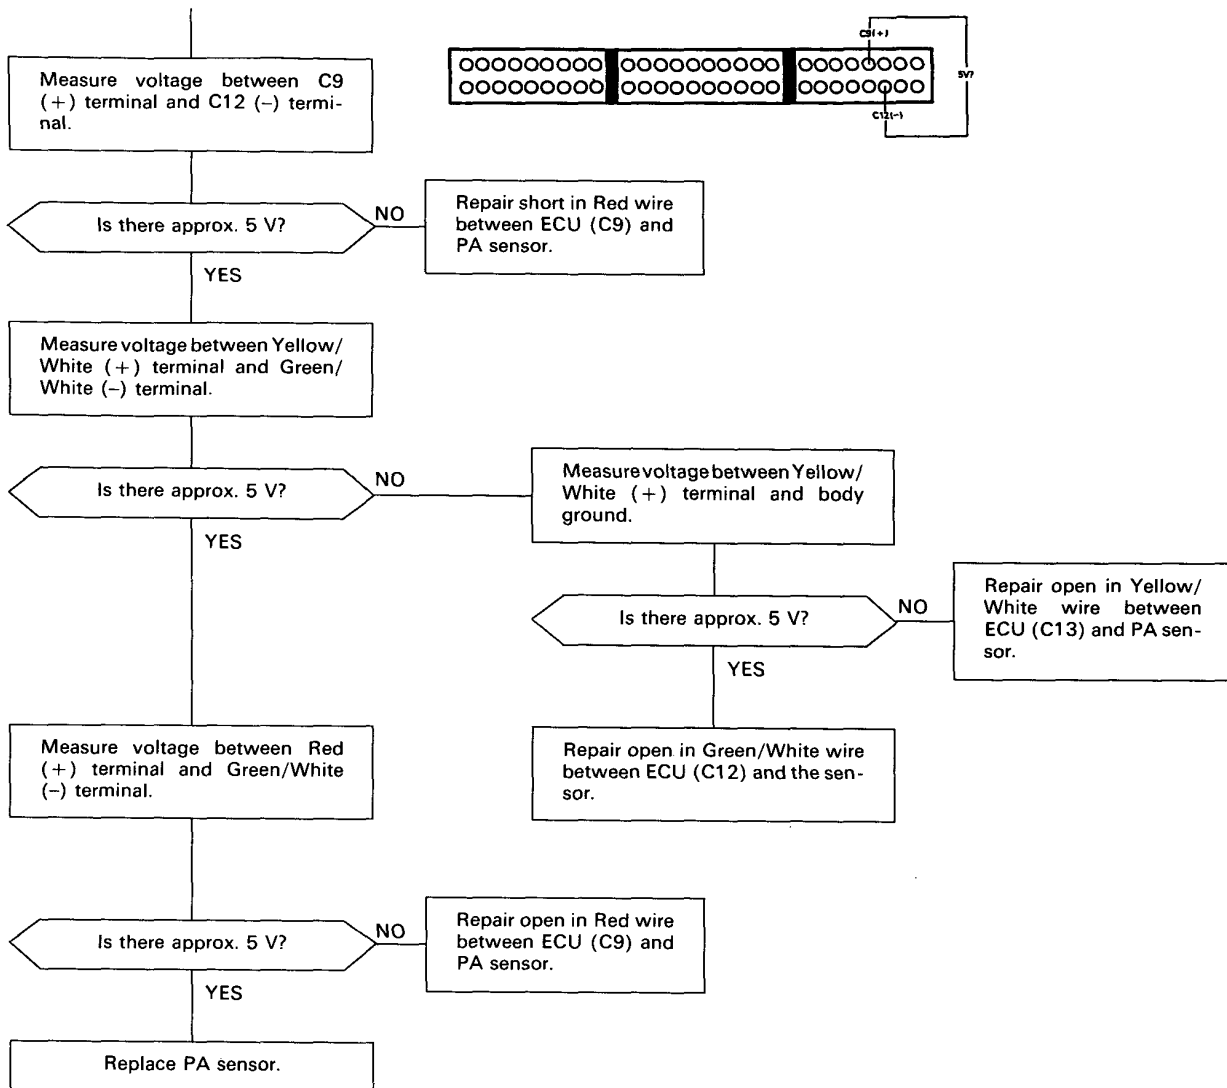 Measure voltage between C9
(+) terminal and C12 (–) termi-
nal.
C9(+)
5V?
C12(–)
Is there approx. 5 V?
NO
Repair short in Red wire
between ECU (C9) and
PA sensor.
YES
Measure voltage between Yellow/
White (+) terminal and Green/
White (–) terminal.
Is there approx. 5 V?
NO
Measure voltage between Yellow/
White (+) terminal and body
ground.
YES
Is there approx. 5 V?
NO
Repair open in Yellow/
White wire between
ECU (C13) and PA sen-
sor.
YES
Repair open in Green/White wire
between ECU (C12) and the sen-
sor.
Measure voltage between Red
(+) terminal and Green/White
(–) terminal.
Is there approx. 5 V?
NO
Repair open in Red wire
between ECU (C9) and
PA sensor.
YES
Replace PA sensor.